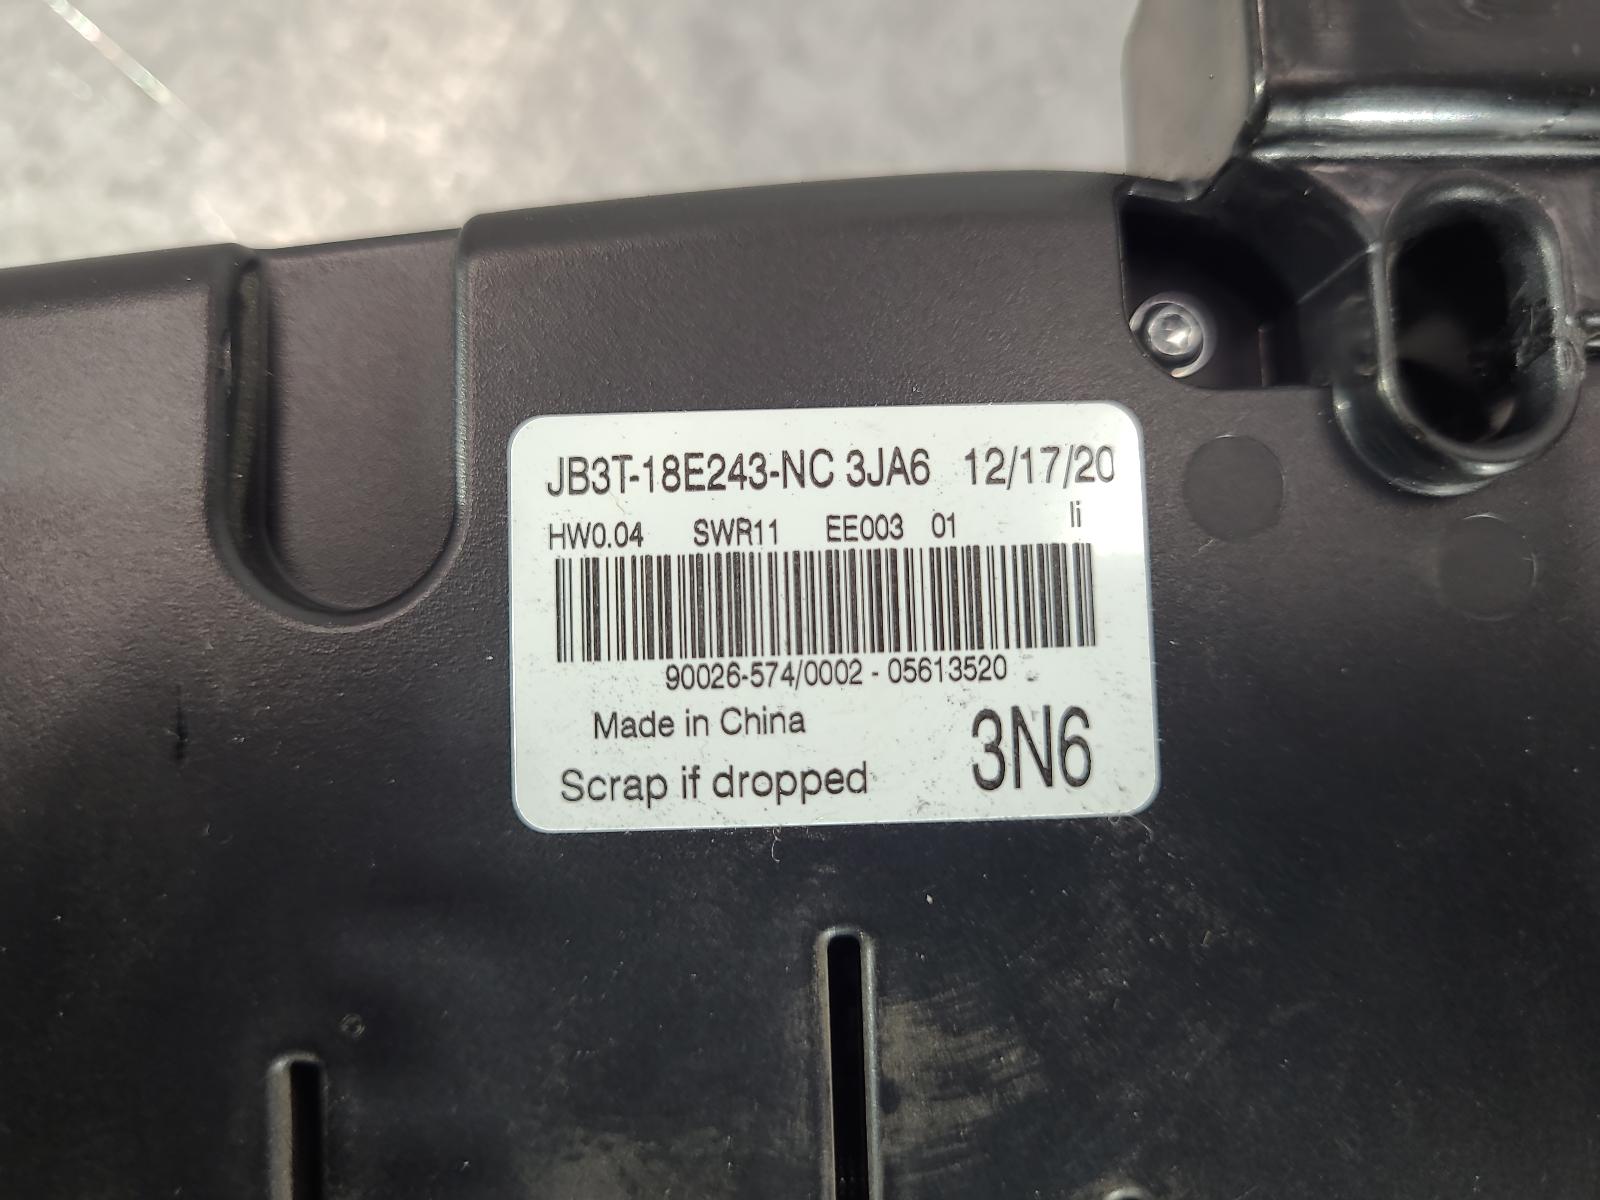 JB3T-18E243-NC 3JA6 12/17/20
HW0.04 SWR11 EE003 01 li
90026-574/0002 - 05613520
Made in China
Scrap if dropped 3N6